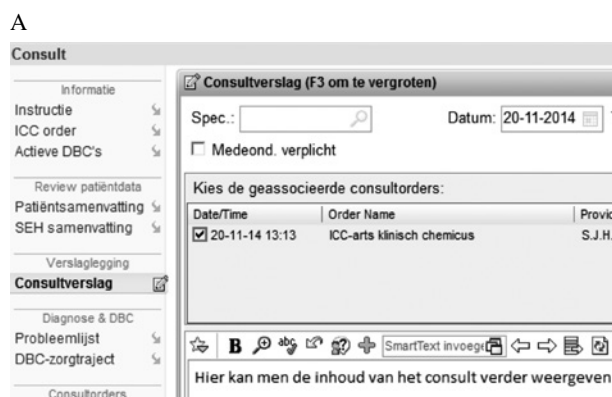 A
Consult
Informatie
Instructie
ICC order
Actieve DBC's
Review patiëntdata
Patiëntsamenvatting
SEH samenvatting
Verslaglegging
Consultverslag
Diagnose & DBC
Probleemlijst
DBC-zorgtraject
Consultorders
Consultverslag (F3 om te vergroten)
Spec.: Datum: 20-11-2014
Medeond. verplicht
Kies de geassocieerde consultorders:
Date/Time Order Name Provic
20-11-14 13:13 ICC-arts klinisch chemicus S.J.H.
B abc SmartText invoege
Hier kan men de inhoud van het consult verder weergeven